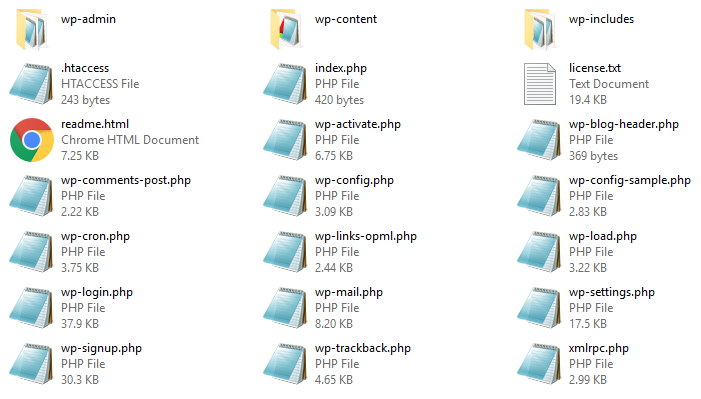 wp-admin
wp-content
wp-includes
.htaccess
HTACCESS File
243 bytes
index.php
PHP File
420 bytes
license.txt
Text Document
19.4 KB
readme.html
Chrome HTML Document
7.25 KB
wp-activate.php
PHP File
6.75 KB
wp-blog-header.php
PHP File
369 bytes
wp-comments-post.php
PHP File
2.22 KB
wp-config.php
PHP File
3.09 KB
wp-config-sample.php
PHP File
2.83 KB
wp-cron.php
PHP File
3.75 KB
wp-links-opml.php
PHP File
2.44 KB
wp-load.php
PHP File
3.22 KB
wp-login.php
PHP File
37.9 KB
wp-mail.php
PHP File
8.20 KB
wp-settings.php
PHP File
17.5 KB
wp-signup.php
PHP File
30.3 KB
wp-trackback.php
PHP File
4.65 KB
xmlrpc.php
PHP File
2.99 KB